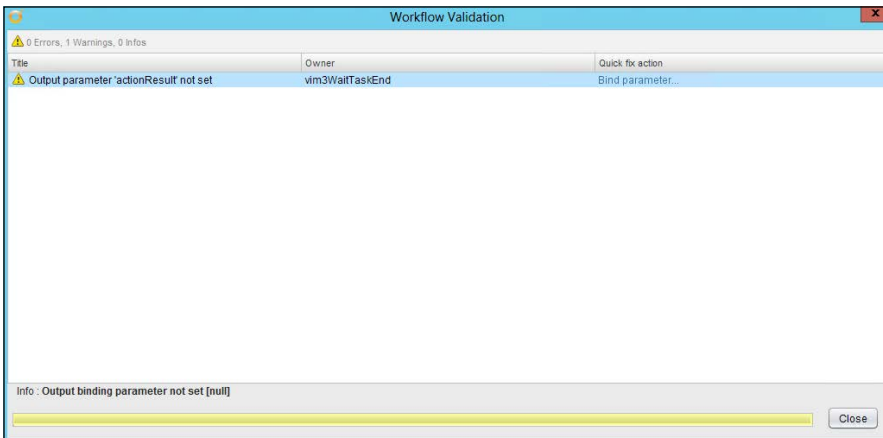 Workflow Validation
x
0 Errors, 1 Warnings, 0 Infos
Title Owner Quick fix action
Output parameter 'actionResult' not set vim3WaitTaskEnd Bind parameter...
Info : Output binding parameter not set [null]
Close